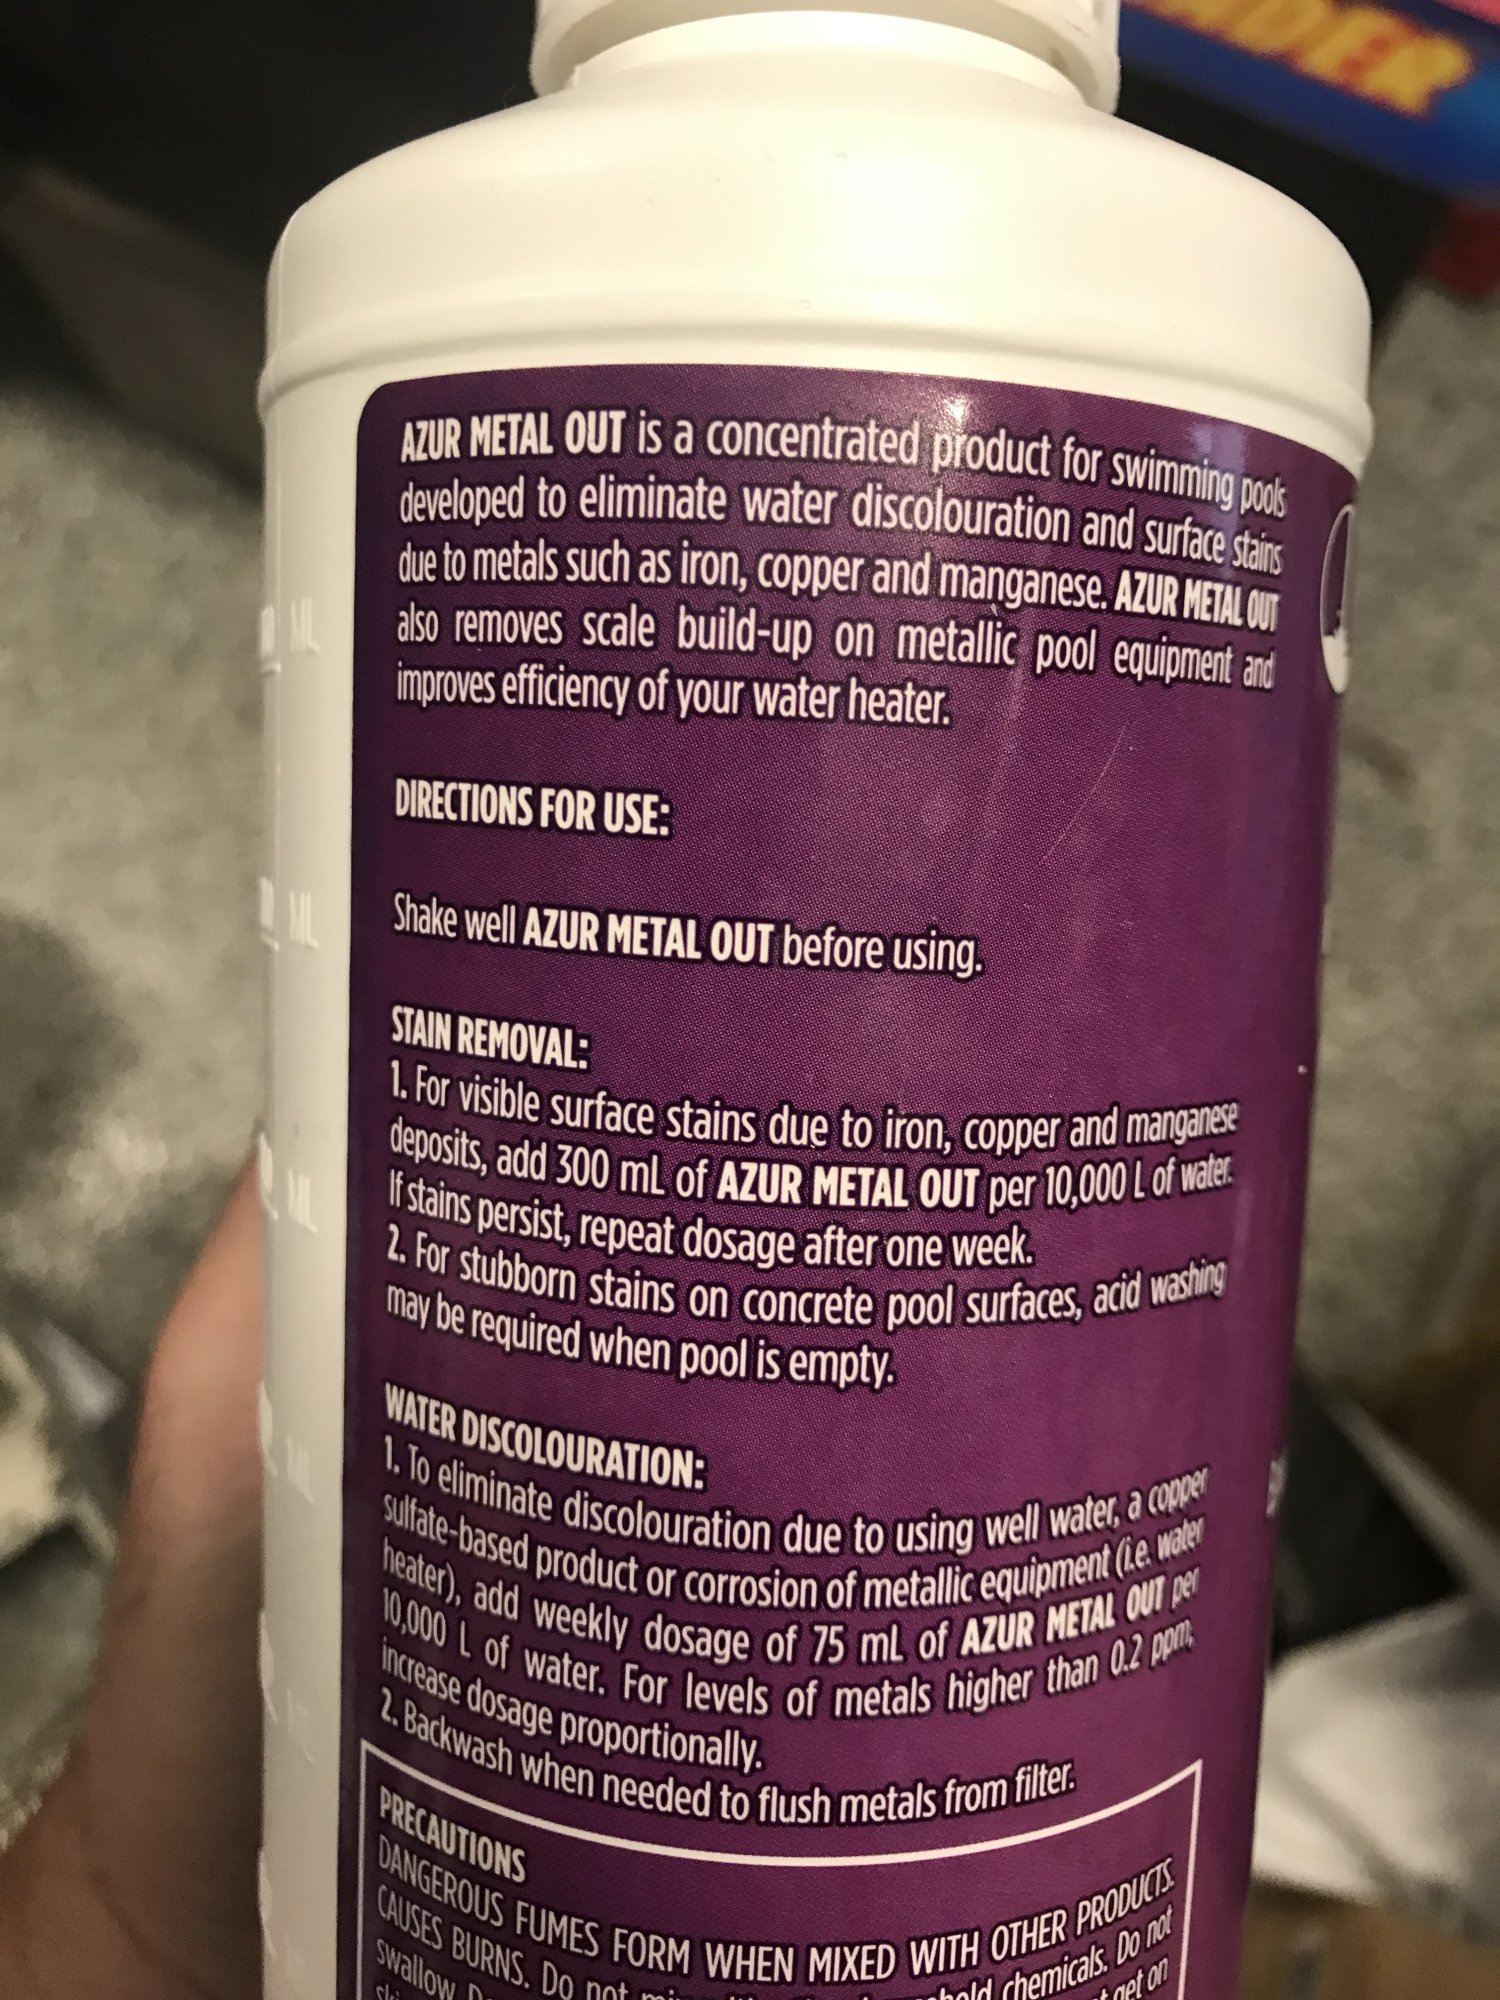 AZUR METAL OUT is a concentrated product for swimming pools
developed to eliminate water discolouration and surface stains
due to metals such as iron, copper and manganese. AZUR METAL OUT
also removes scale build-up on metallic pool equipment and
improves efficiency of your water heater.
DIRECTIONS FOR USE:
Shake well AZUR METAL OUT before using.
STAIN REMOVAL:
1. For visible surface stains due to iron, copper and manganese
deposits, add 300 mL of AZUR METAL OUT per 10,000 L of water.
If stains persist, repeat dosage after one week.
2. For stubborn stains on concrete pool surfaces, acid washing
may be required when pool is empty.
WATER DISCOLOURATION:
1. To eliminate discolouration due to using well water, a copper
sulfate-based product or corrosion of metallic equipment (i.e. water
heater), add weekly dosage of 75 mL of AZUR METAL OUT per
10,000 L of water. For levels of metals higher than 0.2 ppm,
increase dosage proportionally.
2. Backwash when needed to flush metals from filter.
PRECAUTIONS
DANGEROUS FUMES FORM WHEN MIXED WITH OTHER PRODUCTS.
CAUSES BURNS. Do not chemicals. Do not
swallow. get on
ML
ML
ML
ML